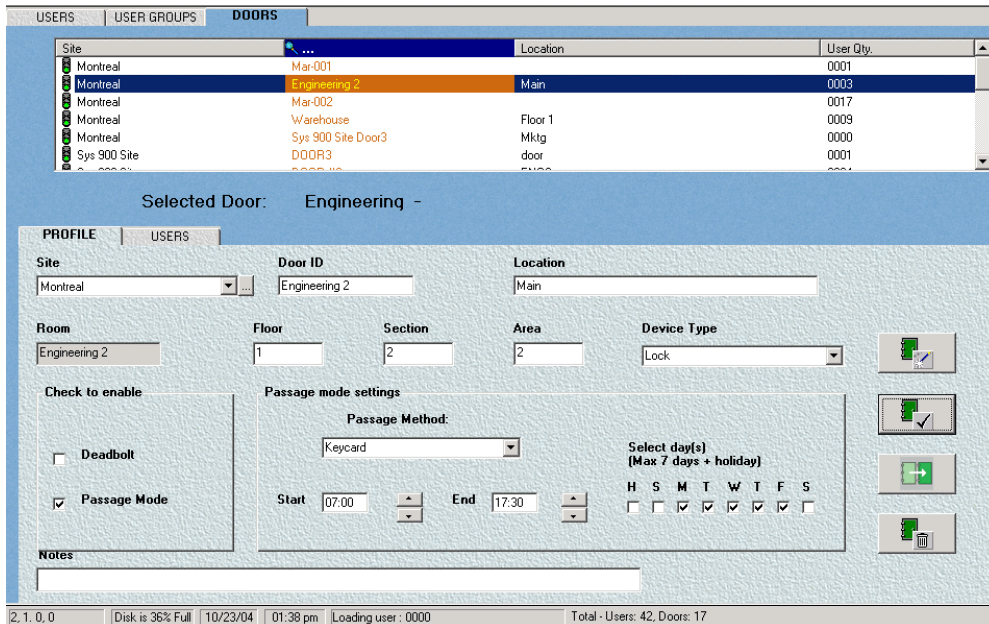 USERS USER GROUPS DOORS
Site ... Location User Qty.
Montreal Mar-001 0001
Montreal Engineering 2 Main 0003
Montreal Mar-002 0017
Montreal Warehouse Floor 1 0009
Montreal Sys 900 Site Door3 Mktg 0000
Sys 900 Site DOOR3 door 0001
Selected Door: Engineering -
PROFILE USERS
Site Door ID Location
Montreal ... Engineering 2 Main
Room Floor Section Area Device Type
Engineering 2 1 2 2 Lock
Check to enable Passage mode settings
Passage Method:
Keycard
Deadbolt
Select day(s)
(Max 7 days + holiday)
H S M T W T F S
Passage Mode Start 07:00 End 17:30
Notes
2, 1. 0, 0 Disk is 36% Full 10/23/04 01:38 pm Loading user : 0000 Total - Users: 42, Doors: 17